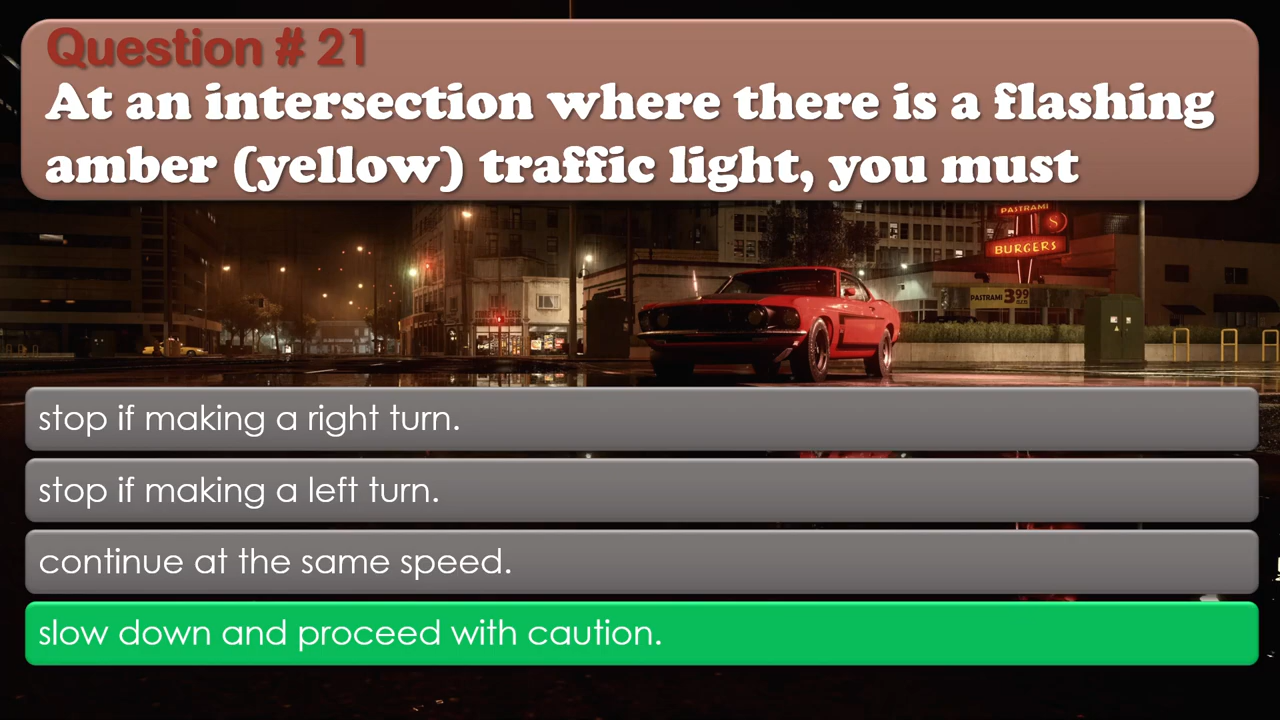 Question # 21
At an intersection where there is a flashing
amber (yellow) traffic light, you must
PASTRAMI
S
BURGERS
PASTRAMI 3.99
stop if making a right turn.
stop if making a left turn.
continue at the same speed.
slow down and proceed with caution.